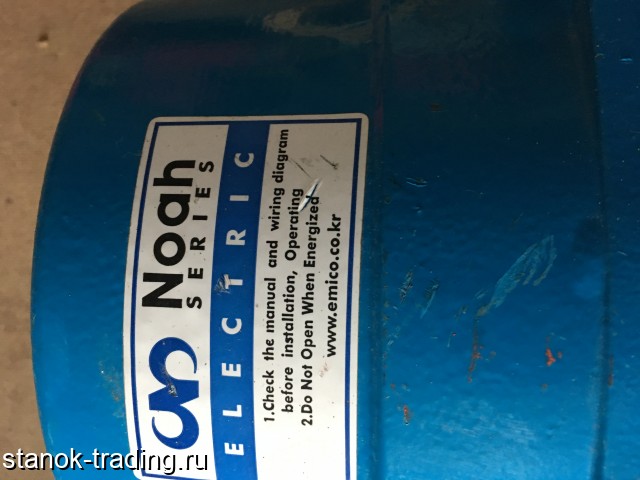 Noah
SERIES
ELECTRIC
1.Check the manual and wiring diagram
before installation, Operating
2.Do Not Open When Energized
www.emico.co.kr
stanok-trading.ru